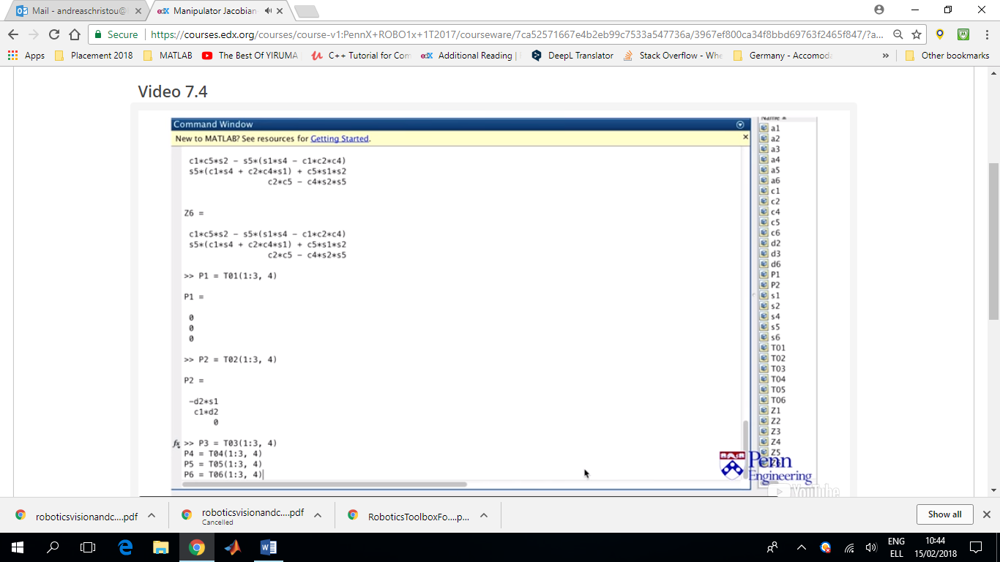 Mail - andreaschristou@
edX Manipulator Jacobian
Secure https://courses.edx.org/courses/course-v1:PennX+ROBO1x+1T2017/courseware/7ca52571667e4b2eb99c7533a547736a/3967ef800ca34f8bbd69763f2465f847/?a...
Apps Placement 2018 MATLAB The Best Of YIRUMA C++ Tutorial for Com edX Additional Reading | DeepL Translator Stack Overflow - Whe Germany - Accomoda » Other bookmarks
Video 7.4
Command Window
New to MATLAB? See resources for Getting Started.
c1*c5*s2 - s5*(s1*s4 - c1*c2*c4)
s5*(c1*s4 + c2*c4*s1) + c5*s1*s2
c2*c5 - c4*s2*s5
Z6 =
c1*c5*s2 - s5*(s1*s4 - c1*c2*c4)
s5*(c1*s4 + c2*c4*s1) + c5*s1*s2
c2*c5 - c4*s2*s5
>> P1 = T01(1:3, 4)
P1 =
0
0
0
>> P2 = T02(1:3, 4)
P2 =
-d2*s1
c1*d2
0
fx >> P3 = T03(1:3, 4)
P4 = T04(1:3, 4)
P5 = T05(1:3, 4)
P6 = T06(1:3, 4)
Name
a1
a2
a3
a4
a5
a6
c1
c2
c4
c5
c6
d2
d3
d6
P1
P2
s1
s2
s4
s5
s6
T01
T02
T03
T04
T05
T06
Z1
Z2
Z3
Z4
Z5
Penn
Engineering
YouTube
roboticsvisionandc....pdf
roboticsvisionandc....pdf
Cancelled
RoboticsToolboxFo....p...
Show all
ENG
ELL
10:44
15/02/2018